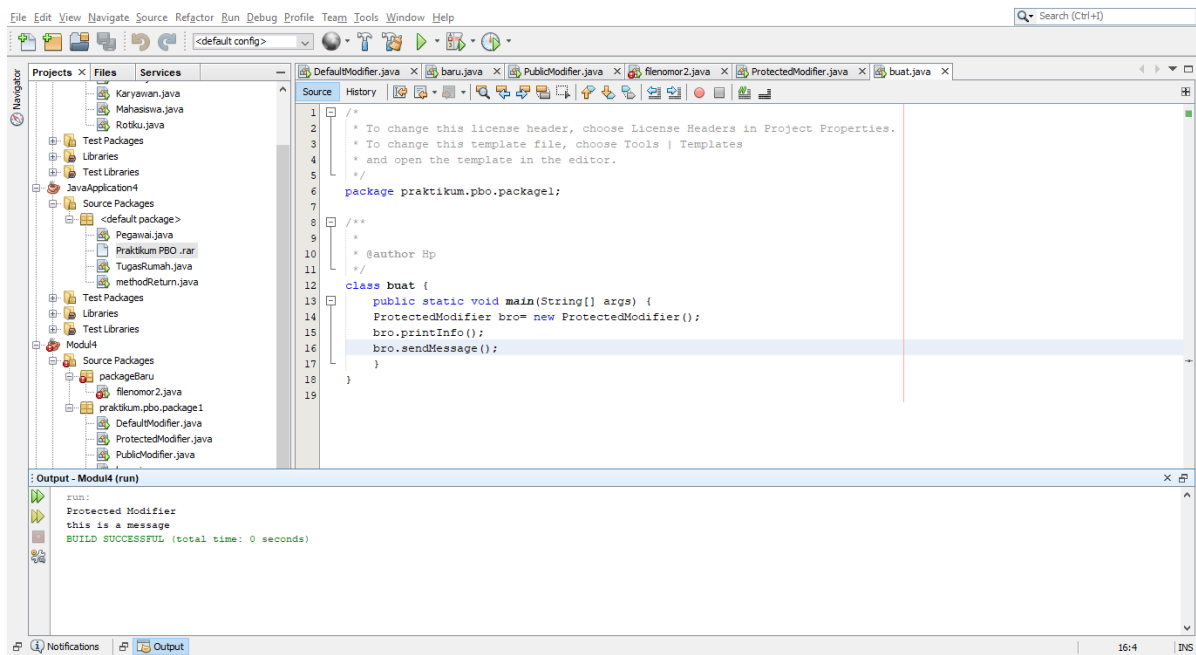 File Edit View Navigate Source Refactor Run Debug Profile Team Tools Window Help
Search (Ctrl+I)
<default config>
Navigator
Projects × Files Services
Karyawan.java
Mahasiswa.java
Rotiku.java
Test Packages
Libraries
Test Libraries
JavaApplication4
Source Packages
<default package>
Pegawai.java
Praktikum PBO .rar
TugasRumah.java
methodReturn.java
Test Packages
Libraries
Test Libraries
Modul4
Source Packages
packageBaru
filenomor2.java
praktikum.pbo.package1
DefaultModifier.java
ProtectedModifier.java
PublicModifier.java
DefaultModifier.java × baru.java × PublicModifier.java × filenomor2.java × ProtectedModifier.java × buat.java ×
Source History
1 /*
2 * To change this license header, choose License Headers in Project Properties.
3 * To change this template file, choose Tools | Templates
4 * and open the template in the editor.
5 */
6 package praktikum.pbo.package1;
7
8 /**
9 *
10 * @author Hp
11 */
12 class buat {
13 public static void main(String[] args) {
14 ProtectedModifier bro= new ProtectedModifier();
15 bro.printInfo();
16 bro.sendMessage();
17 }
18 }
19
Output - Modul4 (run)
run:
Protected Modifier
this is a message
BUILD SUCCESSFUL (total time: 0 seconds)
Notifications Output
16:4 INS